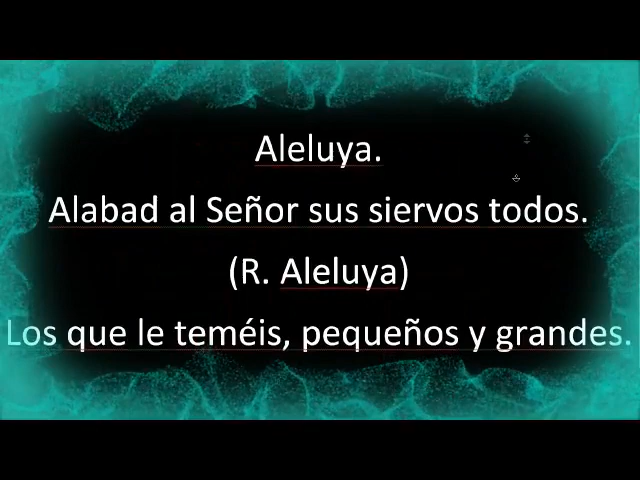 Aleluya.
Alabad al Señor sus siervos todos.
(R. Aleluya)
Los que le teméis, pequeños y grandes.